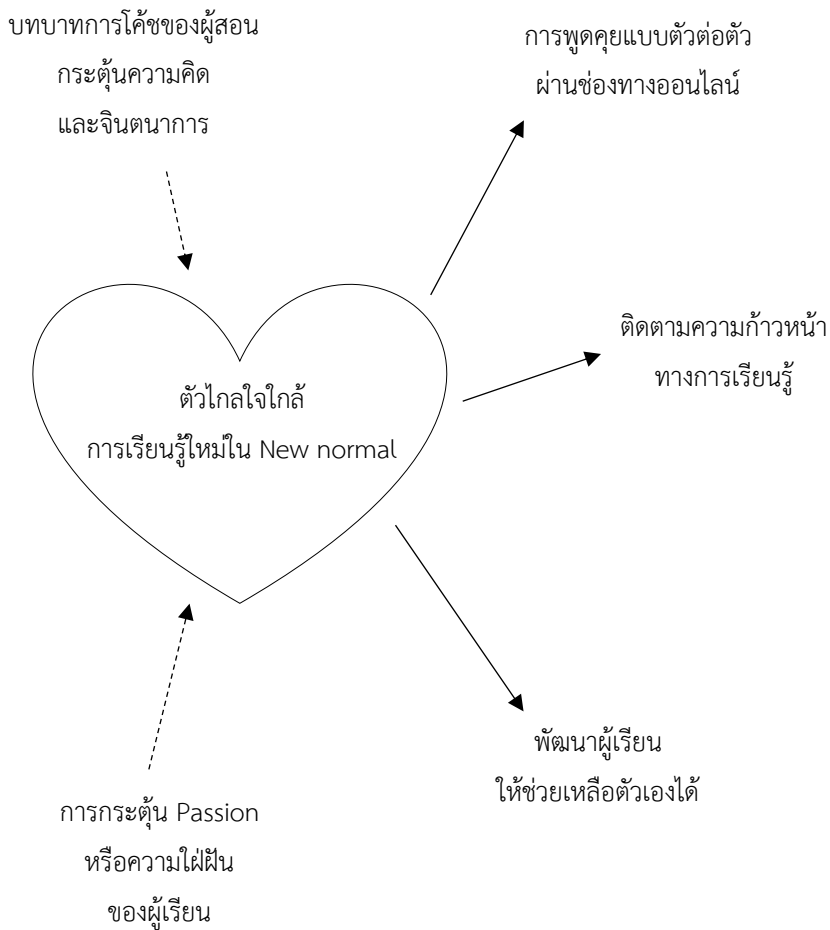 บทบาทการโค้ชของผู้สอน
กระตุ้นความคิด
และจินตนาการ
การพูดคุยแบบตัวต่อตัว
ผ่านช่องทางออนไลน์
ติดตามความก้าวหน้า
ทางการเรียนรู้
ตัวไกลใจใกล้
การเรียนรู้ใหม่ใน New normal
พัฒนาผู้เรียน
ให้ช่วยเหลือตัวเองได้
การกระตุ้น Passion
หรือความใฝ่ฝัน
ของผู้เรียน